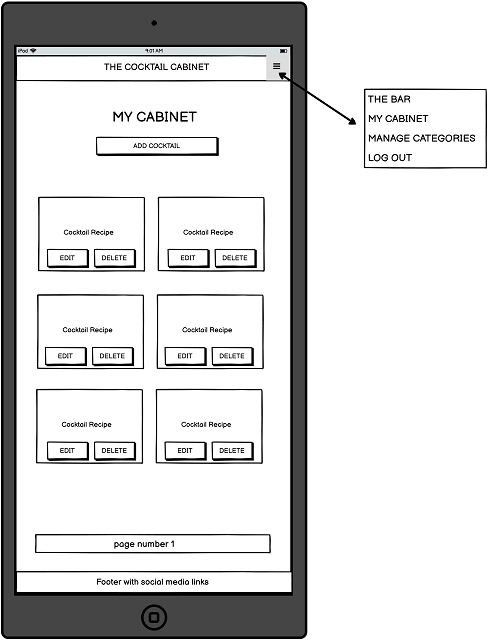 iPod 9:01 AM
THE COCKTAIL CABINET
MY CABINET
ADD COCKTAIL
Cocktail Recipe Cocktail Recipe
EDIT DELETE EDIT DELETE
Cocktail Recipe Cocktail Recipe
EDIT DELETE EDIT DELETE
Cocktail Recipe Cocktail Recipe
EDIT DELETE EDIT DELETE
page number 1
Footer with social media links
THE BAR
MY CABINET
MANAGE CATEGORIES
LOG OUT